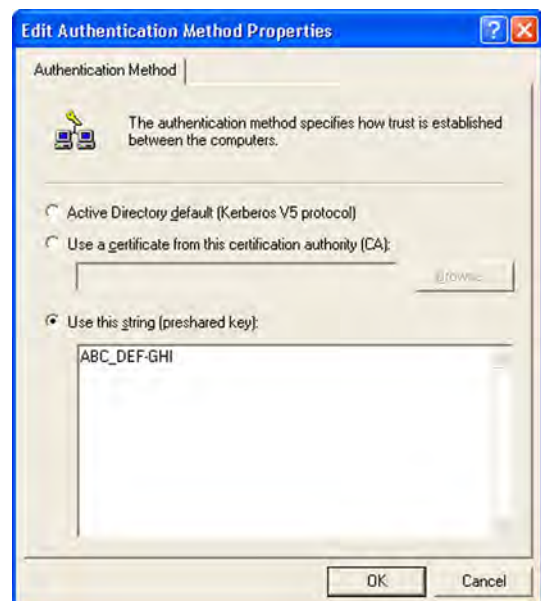 Edit Authentication Method Properties
Authentication Method
The authentication method specifies how trust is established
between the computers.
Active Directory default (Kerberos V5 protocol)
Use a certificate from this certification authority (CA):
Browse...
Use this string (preshared key):
ABC_DEF-GHI
OK Cancel